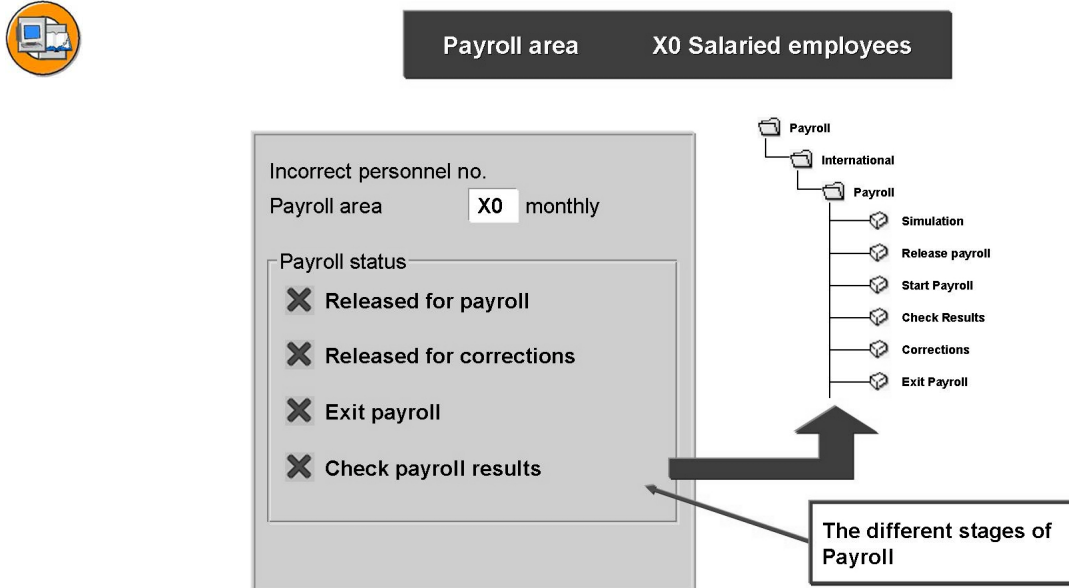 Payroll area X0 Salaried employees
Incorrect personnel no.
Payroll area X0 monthly
Payroll status
Released for payroll
Released for corrections
Exit payroll
Check payroll results
Payroll
International
Payroll
Simulation
Release payroll
Start Payroll
Check Results
Corrections
Exit Payroll
The different stages of
Payroll